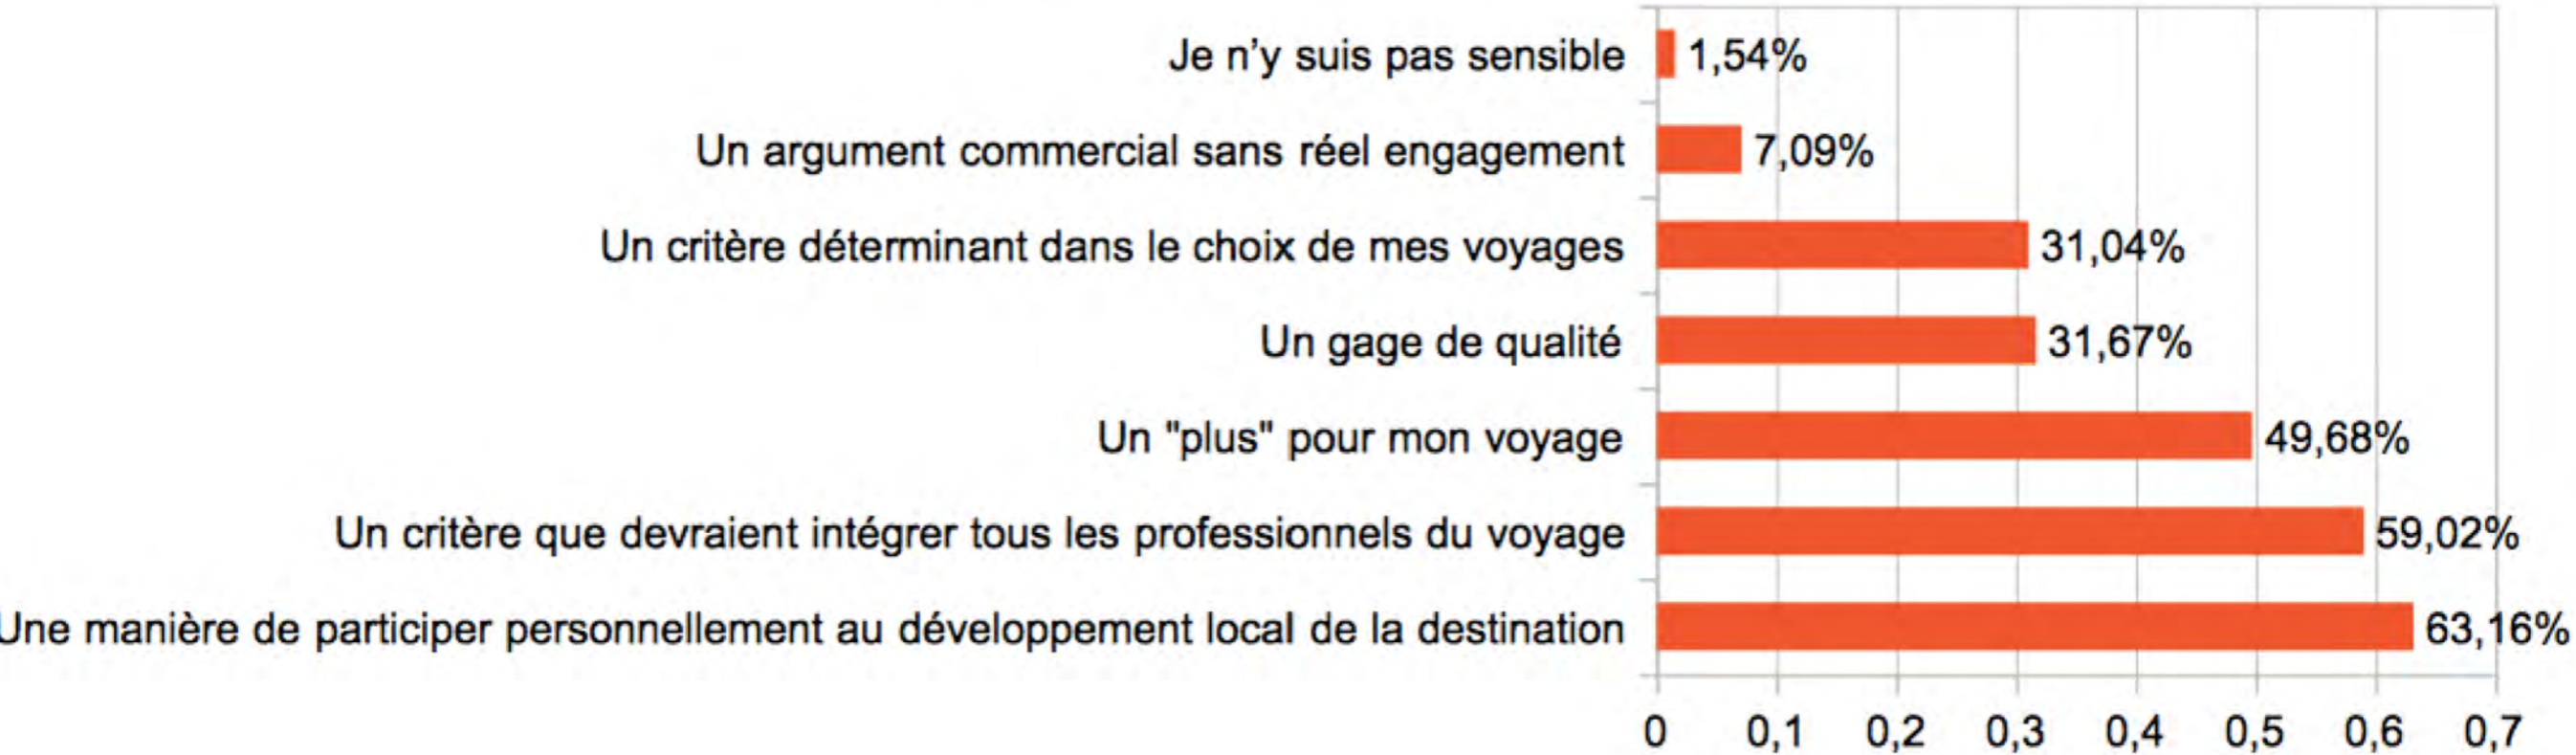 Je n’y suis pas sensible 1,54%
Un argument commercial sans réel engagement 7,09%
Un critère déterminant dans le choix de mes voyages 31,04%
Un gage de qualité 31,67%
Un "plus" pour mon voyage 49,68%
Un critère que devraient intégrer tous les professionnels du voyage 59,02%
Une manière de participer personnellement au développement local de la destination 63,16%
0 0,1 0,2 0,3 0,4 0,5 0,6 0,7